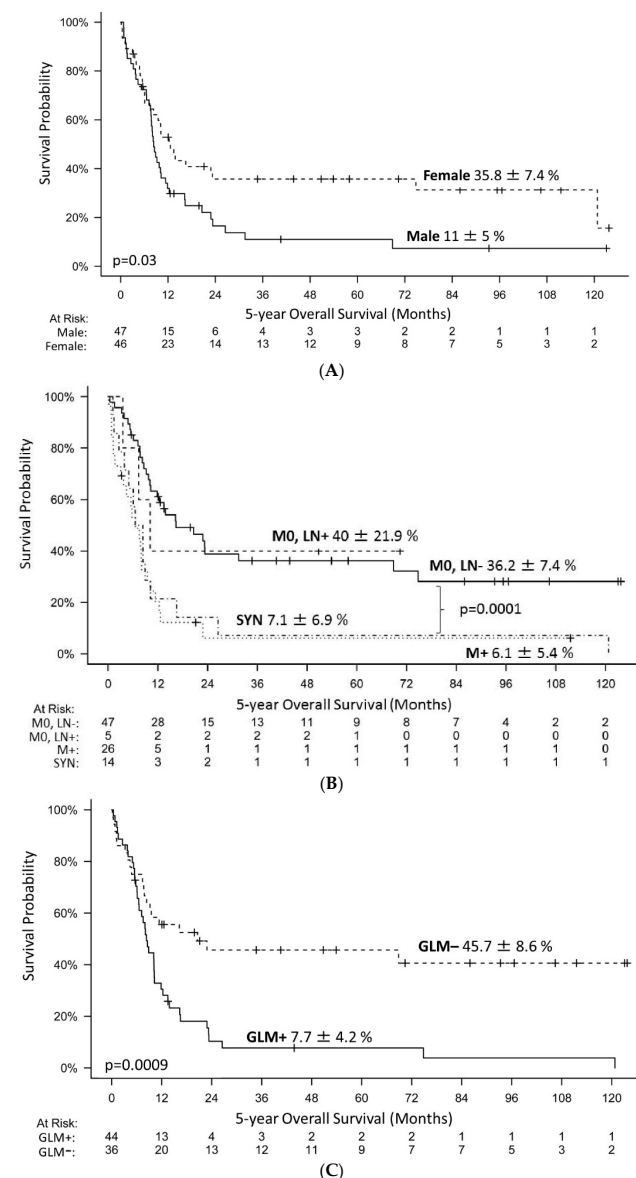 100%
80%
60%
40%
20%
0%
Survival Probability
Female 35.8 ± 7.4 %
Male 11 ± 5 %
p=0.03
0 12 24 36 48 60 72 84 96 108 120
5-year Overall Survival (Months)
At Risk:
Male: 47 15 6 4 3 3 2 2 1 1 1
Female: 46 23 14 13 12 9 8 7 5 3 2
(A)
100%
80%
60%
40%
20%
0%
Survival Probability
M0, LN+ 40 ± 21.9 %
M0, LN- 36.2 ± 7.4 %
p=0.0001
SYN 7.1 ± 6.9 %
M+ 6.1 ± 5.4 %
0 12 24 36 48 60 72 84 96 108 120
5-year Overall Survival (Months)
At Risk:
M0, LN-: 47 28 15 13 11 9 8 7 4 2 2
M0, LN+: 5 2 2 2 2 1 0 0 0 0 0
M+: 26 5 1 1 1 1 1 1 1 1 0
SYN: 14 3 2 1 1 1 1 1 1 1 1
(B)
100%
80%
60%
40%
20%
0%
Survival Probability
GLM− 45.7 ± 8.6 %
GLM+ 7.7 ± 4.2 %
p=0.0009
0 12 24 36 48 60 72 84 96 108 120
5-year Overall Survival (Months)
At Risk:
GLM+: 44 13 4 3 2 2 2 1 1 1 1
GLM−: 36 20 13 12 11 9 7 7 5 3 2
(C)